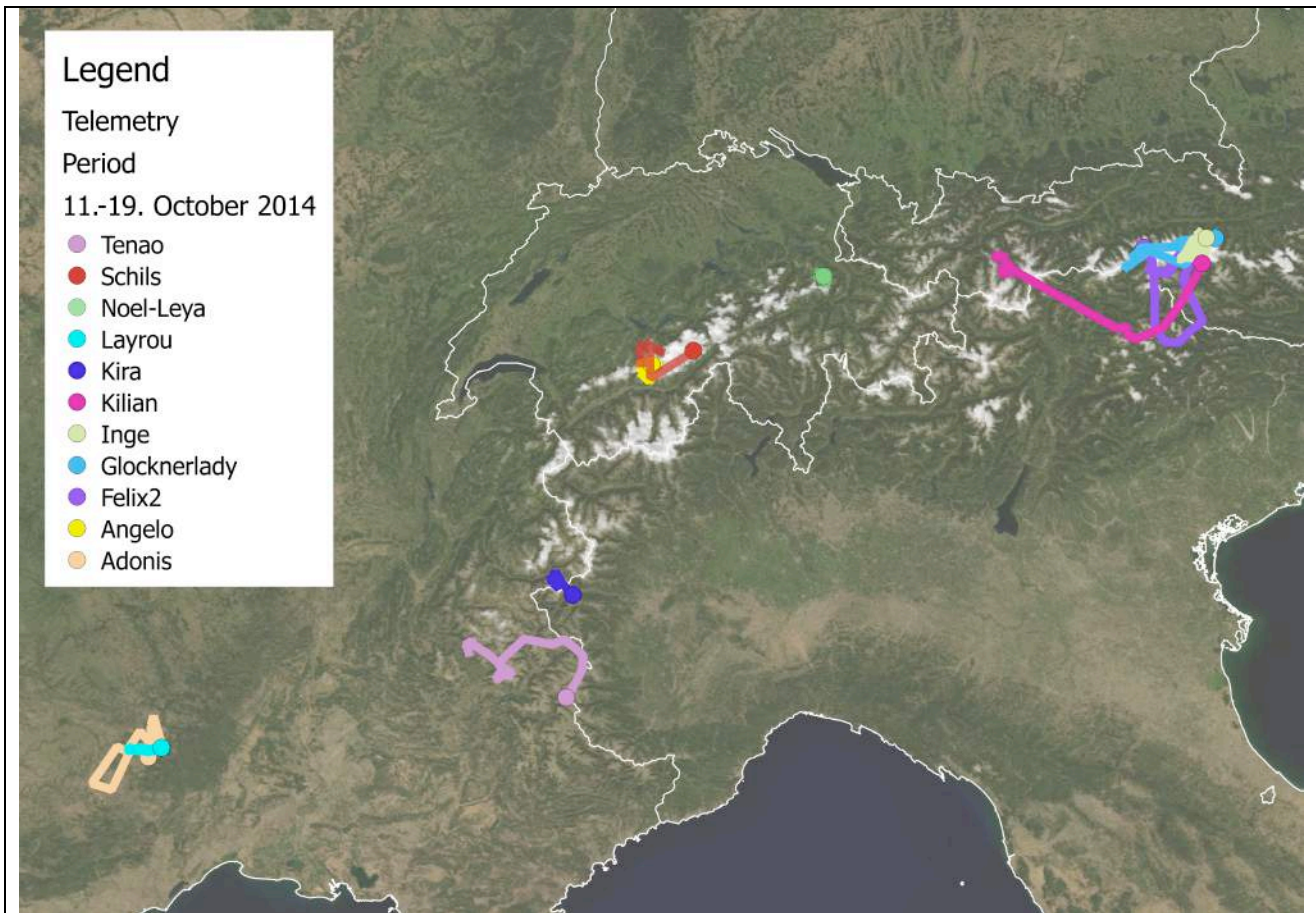 Legend
Telemetry
Period
11.-19. October 2014
Tenao
Schils
Noel-Leya
Layrou
Kira
Kilian
Inge
Glocknerlady
Felix2
Angelo
Adonis